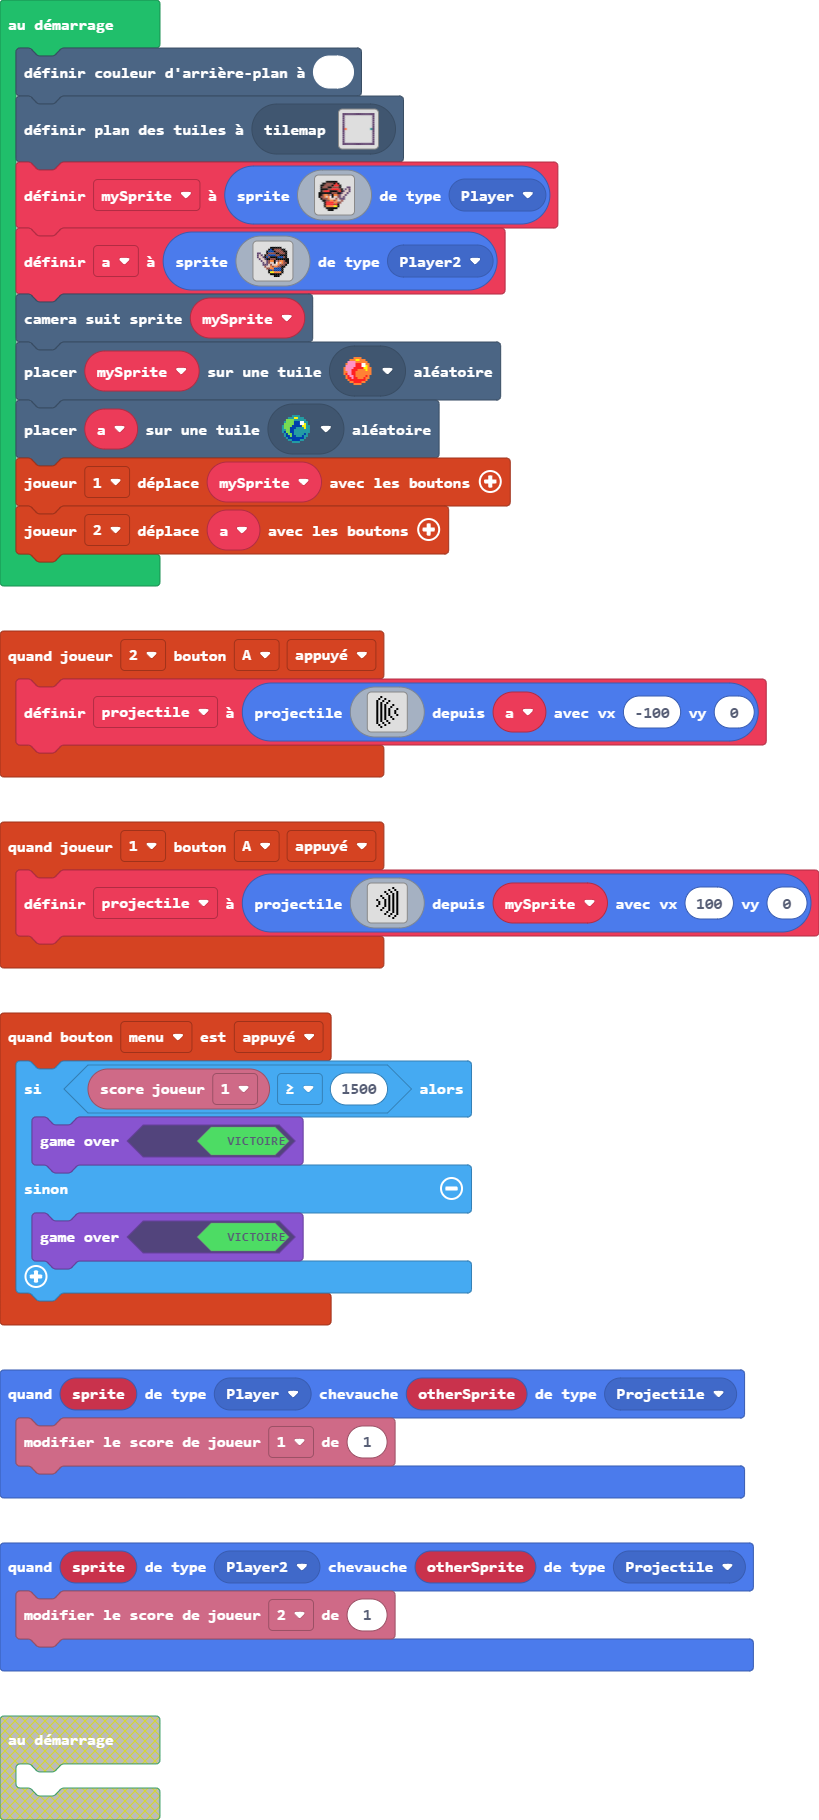 au démarrage
définir couleur d'arrière-plan à
définir plan des tuiles à tilemap
définir mySprite à sprite de type Player
définir a à sprite de type Player2
camera suit sprite mySprite
placer mySprite sur une tuile aléatoire
placer a sur une tuile aléatoire
joueur 1 déplace mySprite avec les boutons
joueur 2 déplace a avec les boutons
quand joueur 2 bouton A appuyé
définir projectile à projectile depuis a avec vx -100 vy 0
quand joueur 1 bouton A appuyé
définir projectile à projectile depuis mySprite avec vx 100 vy 0
quand bouton menu est appuyé
si score joueur 1 ≥ 1500 alors
game over VICTOIRE
sinon
game over VICTOIRE
quand sprite de type Player chevauche otherSprite de type Projectile
modifier le score de joueur 1 de 1
quand sprite de type Player2 chevauche otherSprite de type Projectile
modifier le score de joueur 2 de 1
au démarrage